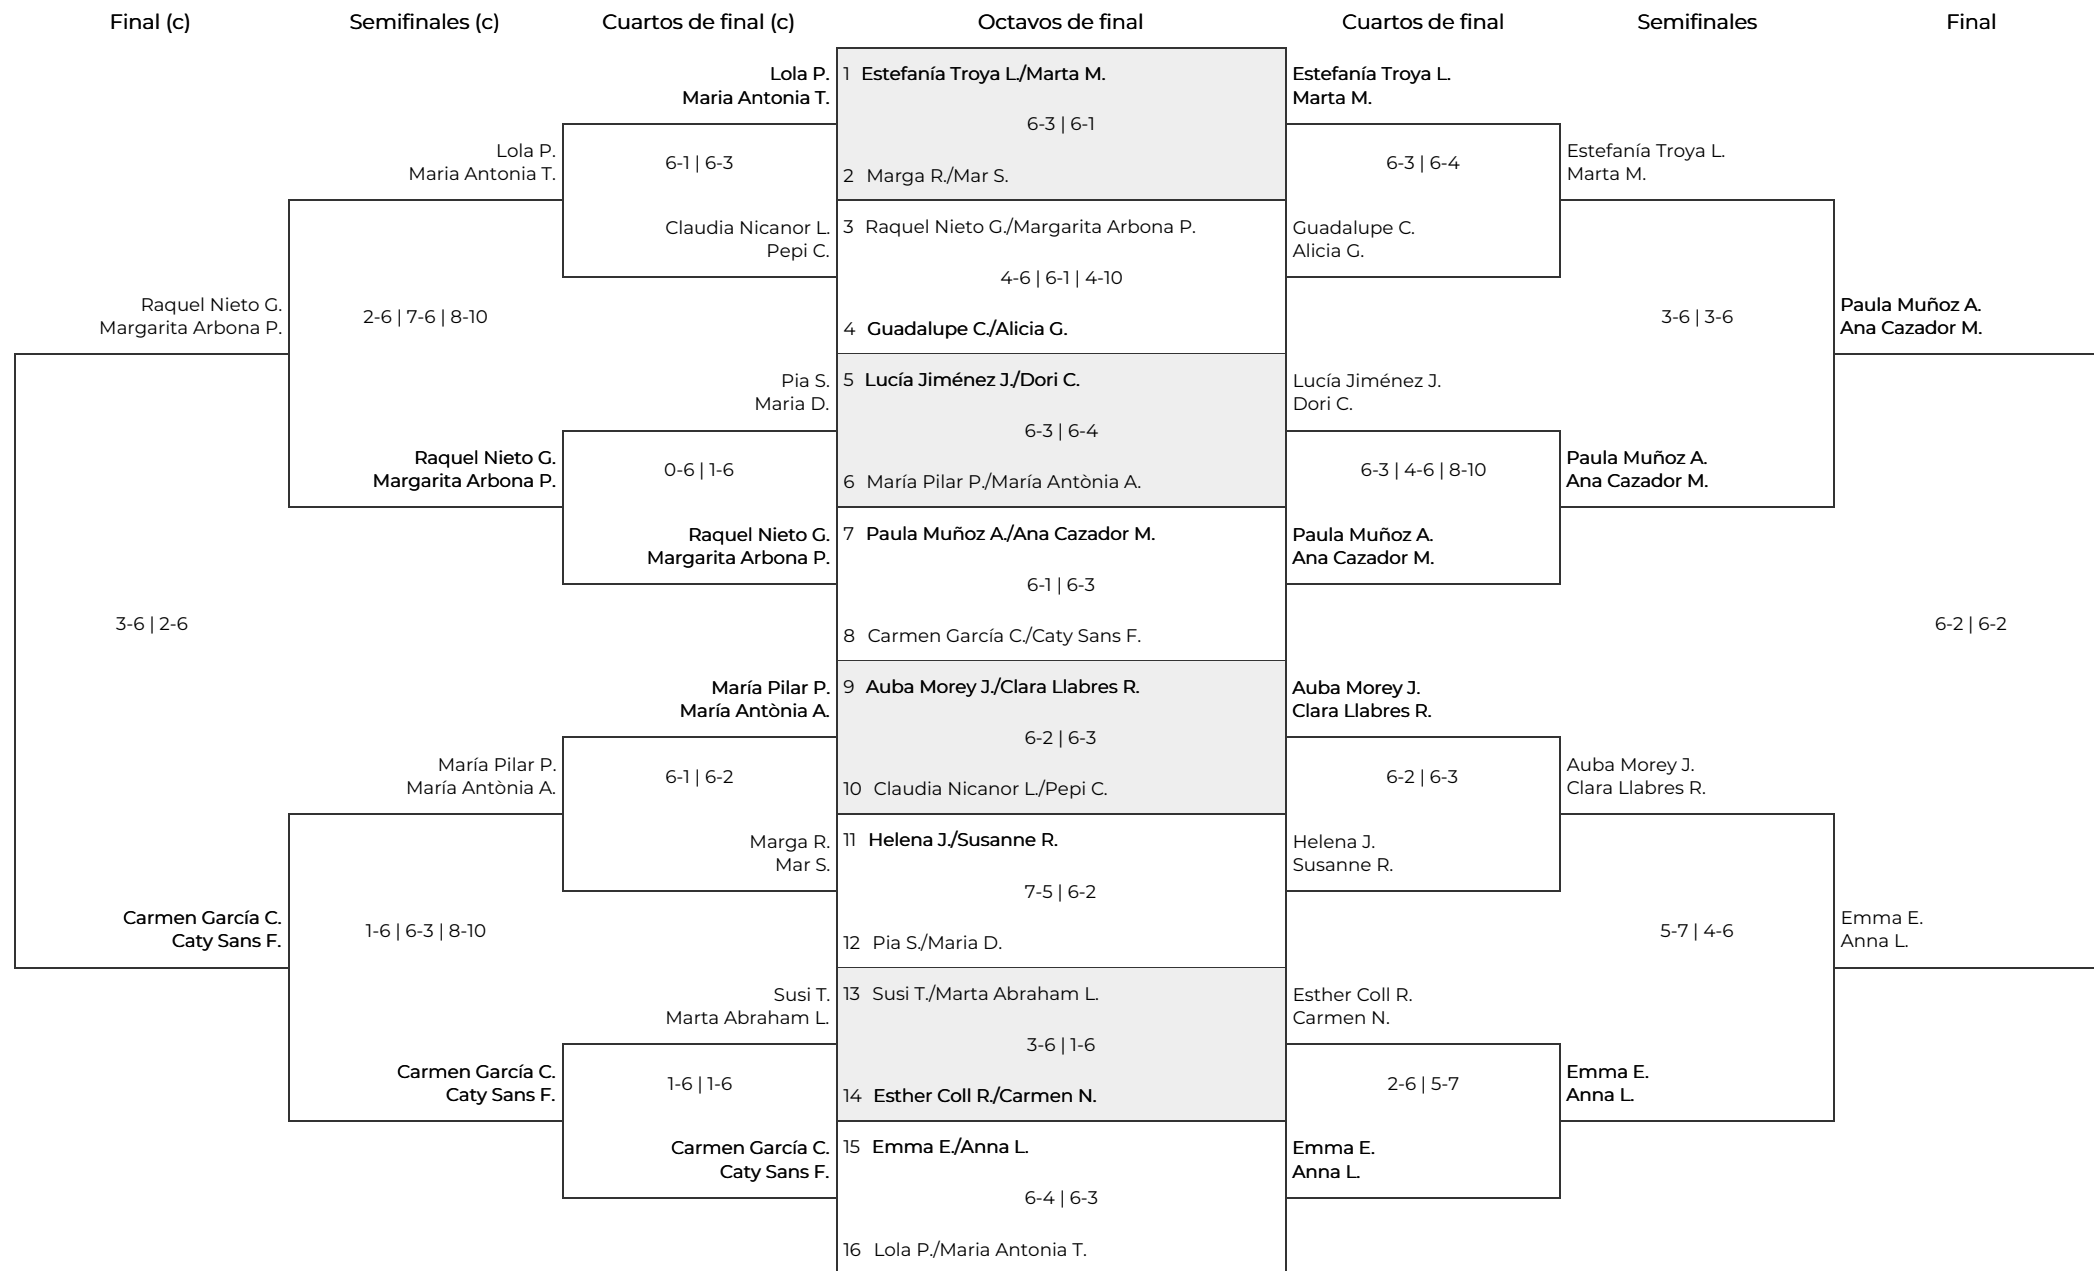 Final (c)
Semifinales (c)
Cuartos de final (c)
Octavos de final
Cuartos de final
Semifinales
Final
Raquel Nieto G.
Margarita Arbona P.
3-6 | 2-6
Carmen García C.
Caty Sans F.
Lola P.
Maria Antonia T.
2-6 | 7-6 | 8-10
Raquel Nieto G.
Margarita Arbona P.
María Pilar P.
María Antònia A.
1-6 | 6-3 | 8-10
Carmen García C.
Caty Sans F.
Lola P.
Maria Antonia T.
6-1 | 6-3
Claudia Nicanor L.
Pepi C.
Pia S.
Maria D.
0-6 | 1-6
Raquel Nieto G.
Margarita Arbona P.
María Pilar P.
María Antònia A.
6-1 | 6-2
Marga R.
Mar S.
Susi T.
Marta Abraham L.
1-6 | 1-6
Carmen García C.
Caty Sans F.
1 Estefanía Troya L./Marta M.
6-3 | 6-1
2 Marga R./Mar S.
3 Raquel Nieto G./Margarita Arbona P.
4-6 | 6-1 | 4-10
4 Guadalupe C./Alicia G.
5 Lucía Jiménez J./Dori C.
6-3 | 6-4
6 María Pilar P./María Antònia A.
7 Paula Muñoz A./Ana Cazador M.
6-1 | 6-3
8 Carmen García C./Caty Sans F.
9 Auba Morey J./Clara Llabres R.
6-2 | 6-3
10 Claudia Nicanor L./Pepi C.
11 Helena J./Susanne R.
7-5 | 6-2
12 Pia S./Maria D.
13 Susi T./Marta Abraham L.
3-6 | 1-6
14 Esther Coll R./Carmen N.
15 Emma E./Anna L.
6-4 | 6-3
16 Lola P./Maria Antonia T.
Estefanía Troya L.
Marta M.
6-3 | 6-4
Guadalupe C.
Alicia G.
Lucía Jiménez J.
Dori C.
6-3 | 4-6 | 8-10
Paula Muñoz A.
Ana Cazador M.
Auba Morey J.
Clara Llabres R.
6-2 | 6-3
Helena J.
Susanne R.
Esther Coll R.
Carmen N.
2-6 | 5-7
Emma E.
Anna L.
Estefanía Troya L.
Marta M.
3-6 | 3-6
Paula Muñoz A.
Ana Cazador M.
Auba Morey J.
Clara Llabres R.
5-7 | 4-6
Emma E.
Anna L.
Paula Muñoz A.
Ana Cazador M.
6-2 | 6-2
Emma E.
Anna L.